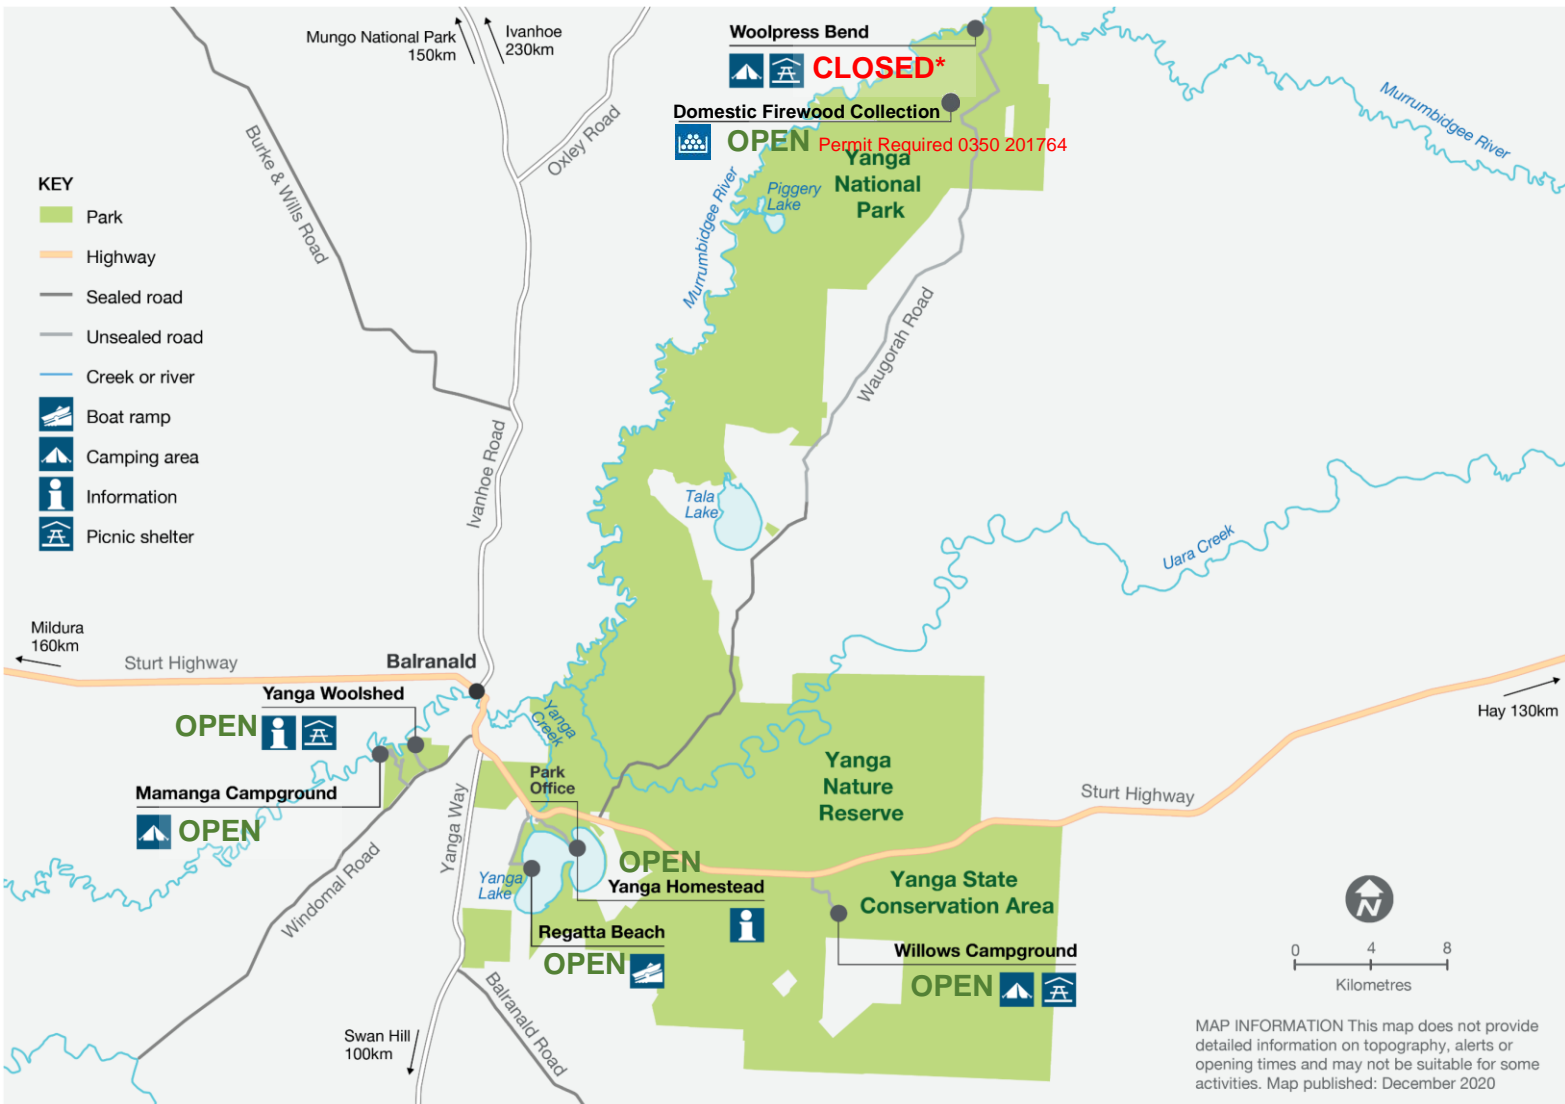 Mungo National Park
150km
Ivanhoe
230km
Woolpress Bend
CLOSED*
Domestic Firewood Collection
OPEN Permit Required 0350 201764
Yanga
National
Park
Murrumbidgee River
Oxley Road
Burke & Wills Road
Piggery
Lake
Murrumbidgee River
KEY
Park
Highway
Sealed road
Unsealed road
Creek or river
Boat ramp
Camping area
Information
Picnic shelter
Waugorah Road
Ivanhoe Road
Tala
Lake
Uara Creek
Mildura
160km
Sturt Highway
Balranald
Yanga Woolshed
OPEN
Yanga
Creek
Hay 130km
Mamanga Campground
OPEN
Park
Office
Yanga
Nature
Reserve
Sturt Highway
Yanga Way
Windomal Road
Yanga
Lake
OPEN
Yanga Homestead
Yanga State
Conservation Area
Regatta Beach
OPEN
Willows Campground
OPEN
N
0 4 8
Kilometres
Balranald Road
Swan Hill
100km
MAP INFORMATION This map does not provide
detailed information on topography, alerts or
opening times and may not be suitable for some
activities. Map published: December 2020